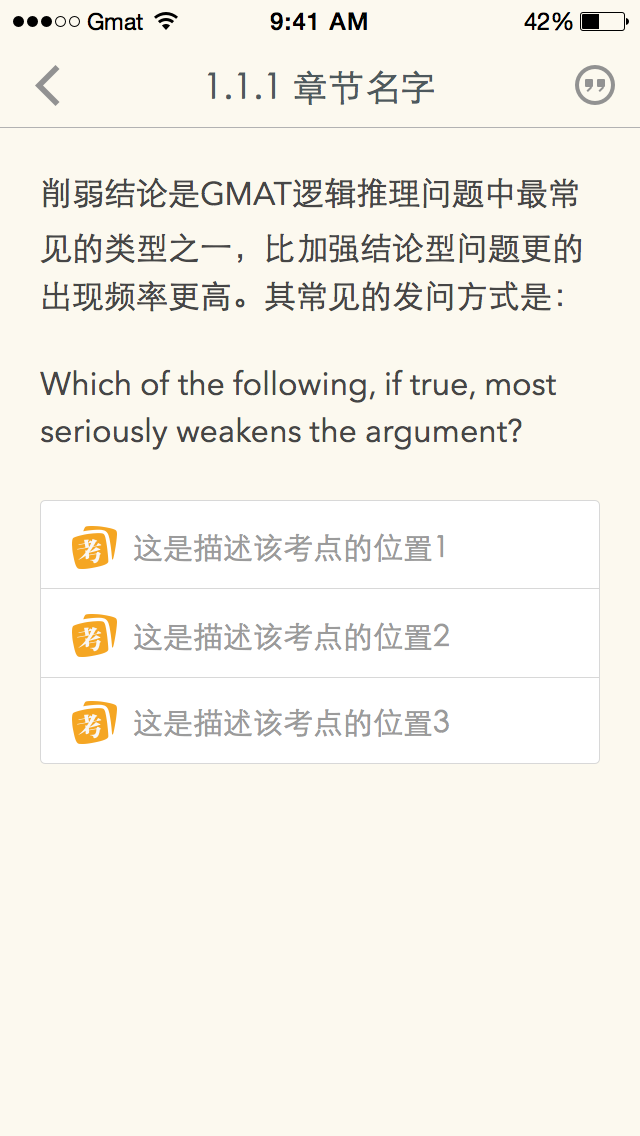 Gmat 9:41 AM 42%
1.1.1 章节名字
削弱结论是GMAT逻辑推理问题中最常
见的类型之一，比加强结论型问题更的
出现频率更高。其常见的发问方式是：
Which of the following, if true, most
seriously weakens the argument?
考 这是描述该考点的位置1
考 这是描述该考点的位置2
考 这是描述该考点的位置3